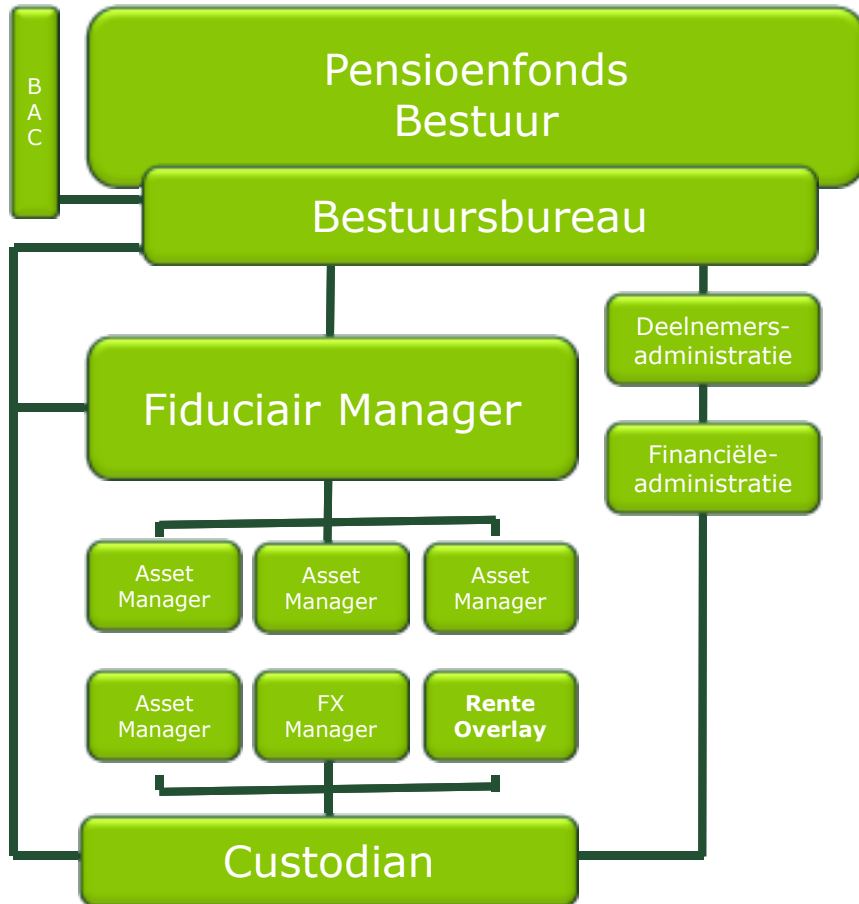 B
A
C
Pensioenfonds
Bestuur
Bestuursbureau
Deelnemers-
administratie
Fiduciair Manager
Financiële-
administratie
Asset
Manager
Asset
Manager
Asset
Manager
Asset
Manager
FX
Manager
Rente
Overlay
Custodian